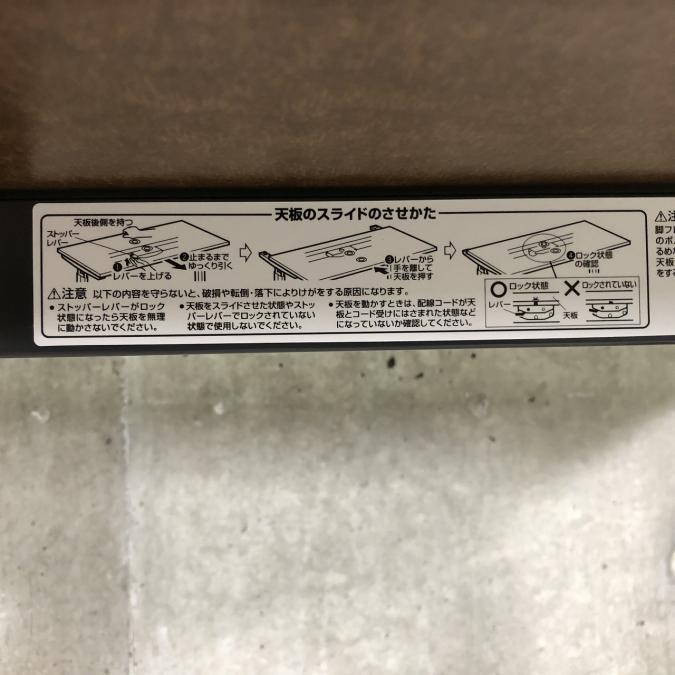 天板のスライドのさせかた
天板後側を持つ
ストッパー
レバー
❶レバーを上げる
❷止まるまで
ゆっくり引く
❸レバーから
手を離して
天板を押す
❹ロック状態
の確認
⚠注意 以下の内容を守らないと、破損や転倒・落下によりけがをする原因になります。
• ストッパーレバーがロック
状態になったら天板を無理
に動かさないでください。
• 天板をスライドさせた状態やストッ
パーレバーでロックされていない
状態で使用しないでください。
• 天板を動かすときは、配線コードが天
板とコード受けにはさまれた状態など
になっていないか確認してください。
○ ロック状態
× ロックされていない
レバー
天板
⚠注
脚フレ
のボ
るめ
天板
をす